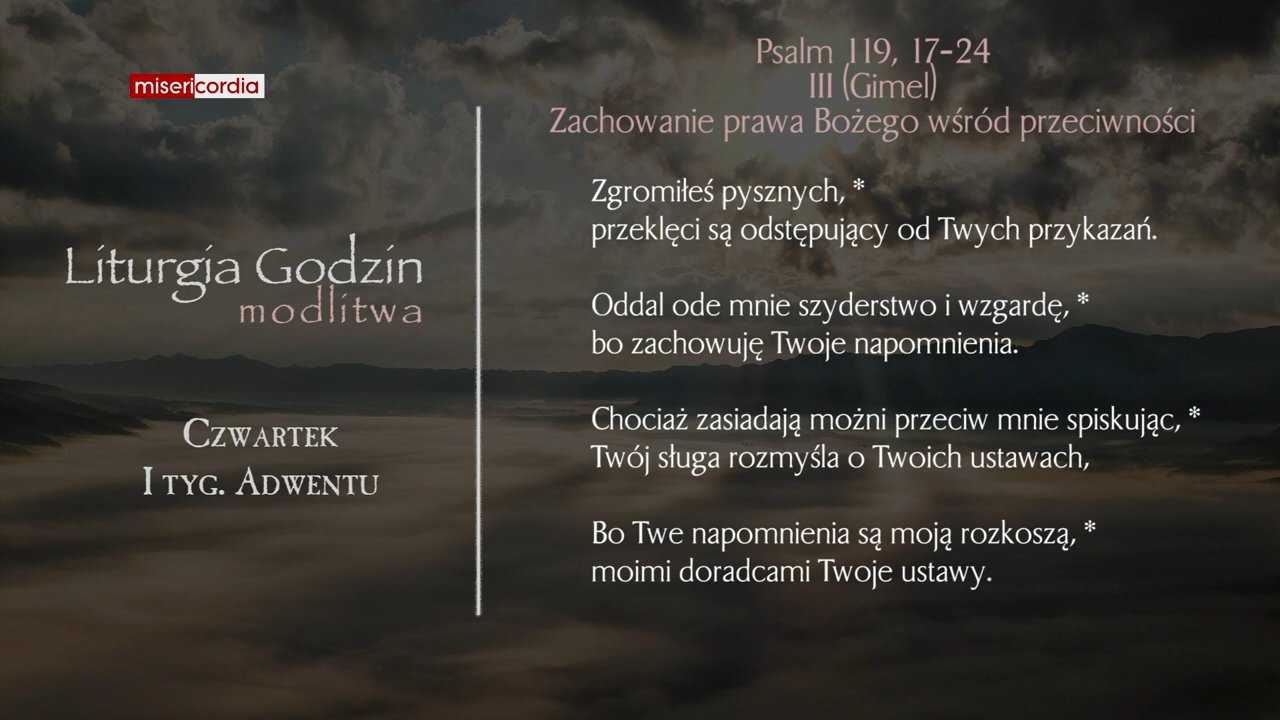 misericordia
Liturgia Godzin
modlitwa
Czwartek
I tyg. Adwentu
Psalm 119, 17-24
III (Gimel)
Zachowanie prawa Bożego wśród przeciwności
Zgromiłeś pysznych, *
przeklęci są odstępujący od Twych przykazań.
Oddal ode mnie szyderstwo i wzgardę, *
bo zachowuję Twoje napomnienia.
Chociaż zasiadają możni przeciw mnie spiskując, *
Twój sługa rozmyśla o Twoich ustawach,
Bo Twe napomnienia są moją rozkoszą, *
moimi doradcami Twoje ustawy.